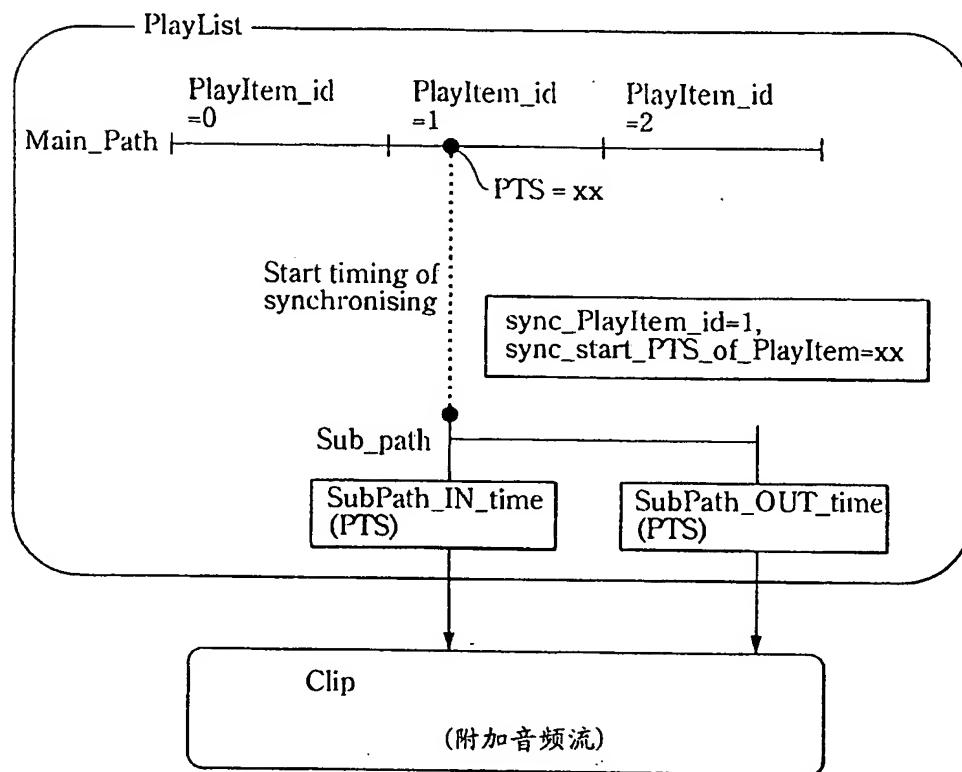 PlayList
PlayItem_id
=0
PlayItem_id
=1
PlayItem_id
=2
Main_Path
PTS = xx
Start timing of
synchronising
sync_PlayItem_id=1,
sync_start_PTS_of_PlayItem=xx
Sub_path
SubPath_IN_time
(PTS)
SubPath_OUT_time
(PTS)
Clip
(附加音频流)